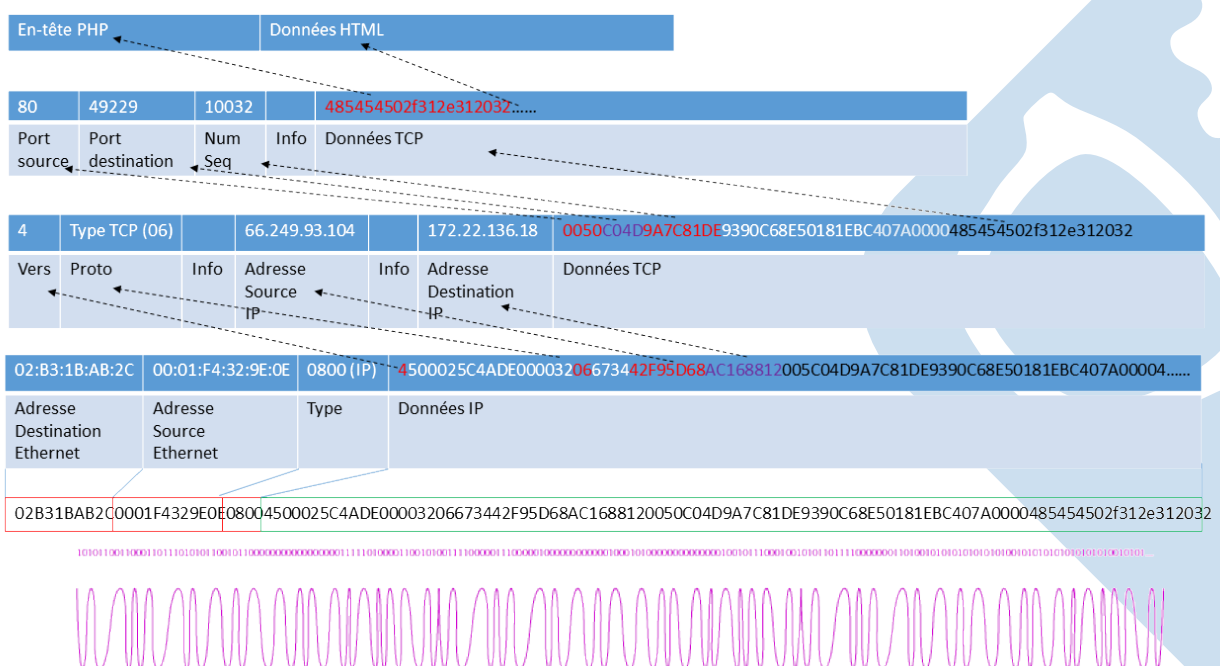 En-tête PHP Données HTML
80 49229 10032 485454502f312e312032......
Port source Port destination Num Seq Info Données TCP
4 Type TCP (06) 66.249.93.104 172.22.136.18 0050C04D9A7C81DE9390C68E50181EBC407A0000485454502f312e312032
Vers Proto Info Adresse Source IP Info Adresse Destination IP Données TCP
02:B3:1B:AB:2C 00:01:F4:32:9E:0E 0800 (IP) 4500025C4ADE00003206673442F95D68AC168812005C04D9A7C81DE9390C68E50181EBC407A00004......
Adresse Destination Ethernet Adresse Source Ethernet Type Données IP
02B31BAB2C0001F4329E0E08004500025C4ADE00003206673442F95D68AC1688120050C04D9A7C81DE9390C68E50181EBC407A0000485454502f312e312032